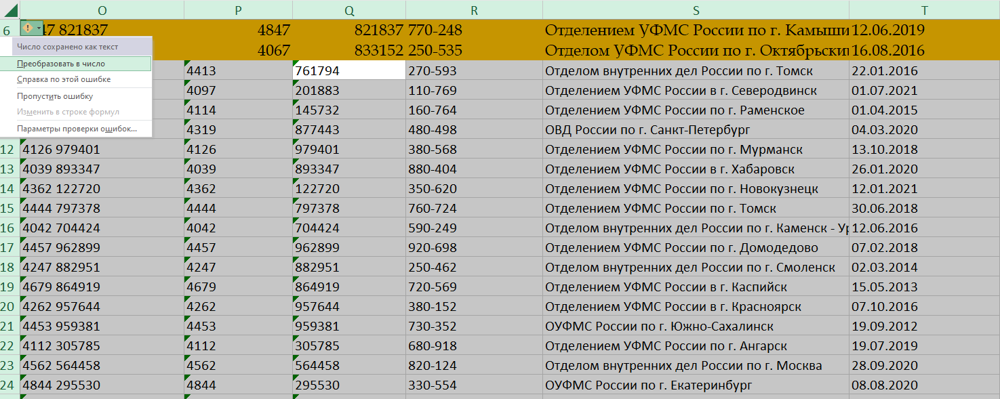 O P Q R S T
6 47 821837 4847 821837 770-248 Отделением УФМС России по г. Камыши 12.06.2019
Число сохранено как текст 4067 833152 250-535 Отделом УФМС России по г. Октябрьски 16.08.2016
Преобразовать в число 4413 761794 270-593 Отделом внутренних дел России по г. Томск 22.01.2016
Справка по этой ошибке 4097 201883 110-769 Отделением УФМС России в г. Северодвинск 01.07.2021
Пропустить ошибку 4114 145732 160-764 Отделением УФМС России по г. Раменское 01.04.2015
Изменить в строке формул
Параметры проверки ошибок... 4319 877443 480-498 ОВД России по г. Санкт-Петербург 04.03.2020
12 4126 979401 4126 979401 380-568 Отделением УФМС России по г. Мурманск 13.10.2018
13 4039 893347 4039 893347 880-404 Отделением УФМС России в г. Хабаровск 26.01.2020
14 4362 122720 4362 122720 350-620 Отделением УФМС России по г. Новокузнецк 12.01.2021
15 4444 797378 4444 797378 760-724 Отделением УФМС России по г. Томск 30.06.2018
16 4042 704424 4042 704424 590-249 Отделом внутренних дел России по г. Каменск - Ур 12.06.2016
17 4457 962899 4457 962899 920-698 Отделением УФМС России по г. Домодедово 07.02.2018
18 4247 882951 4247 882951 250-462 Отделом внутренних дел России по г. Смоленск 02.03.2014
19 4679 864919 4679 864919 720-569 Отделением УФМС России в г. Каспийск 15.05.2013
20 4262 957644 4262 957644 380-152 Отделением УФМС России в г. Красноярск 07.10.2016
21 4453 959381 4453 959381 730-352 ОУФМС России по г. Южно-Сахалинск 19.09.2012
22 4112 305785 4112 305785 680-918 Отделением УФМС России по г. Ангарск 19.07.2019
23 4562 564458 4562 564458 820-124 Отделом внутренних дел России по г. Москва 28.09.2020
24 4844 295530 4844 295530 330-554 ОУФМС России по г. Екатеринбург 08.08.2020